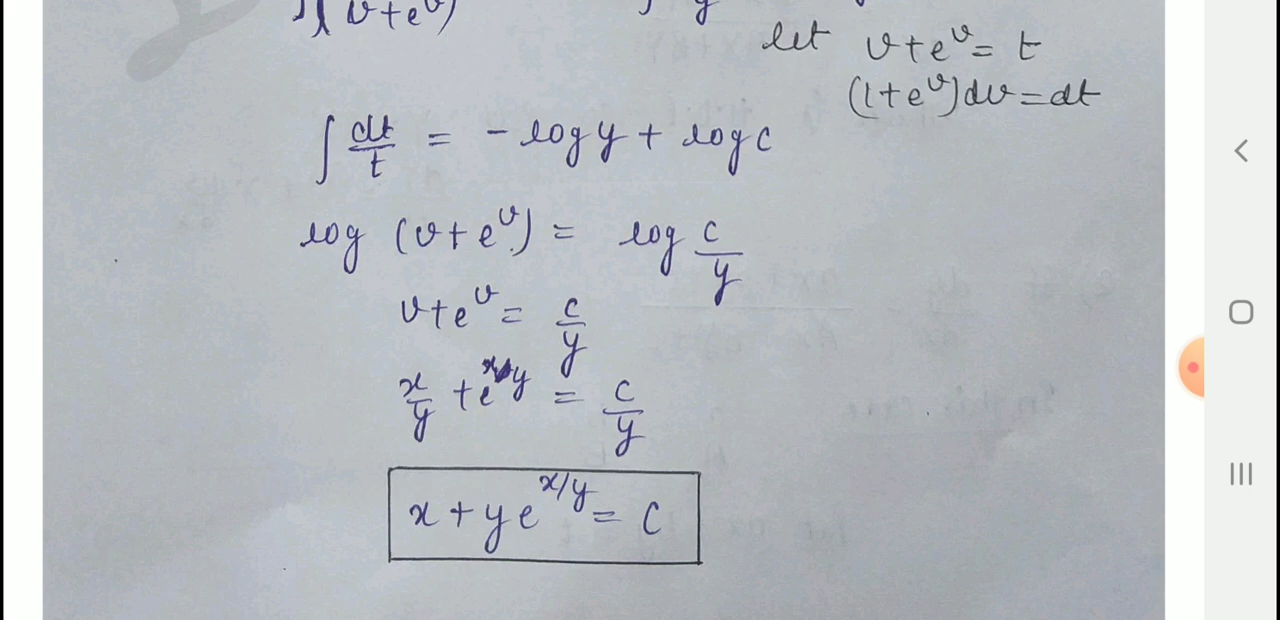 ∫ (v+e^v)   ∫ y
let v+e^v = t
(1+e^v)dv = dt
∫ dt/t = - log y + log c
log (v+e^v) = log c/y
v+e^v = c/y
x/y + e^x/y = c/y
x + y e^x/y = c